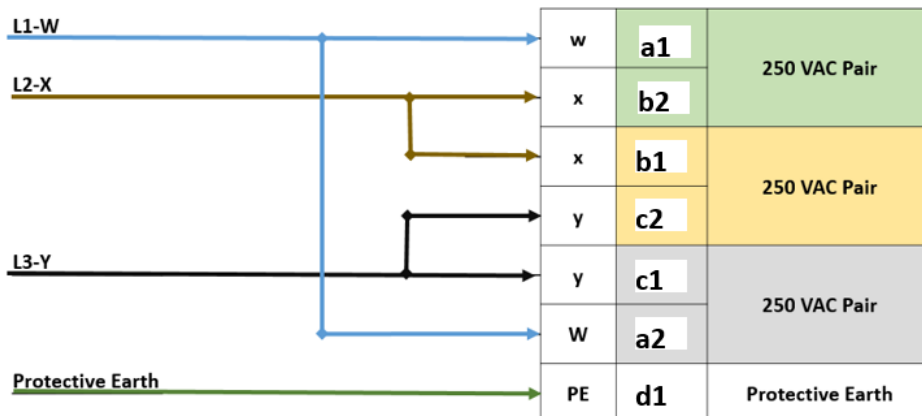 L1-W
w
a1
250 VAC Pair
L2-X
x
b2
x
b1
250 VAC Pair
y
c2
L3-Y
y
c1
250 VAC Pair
W
a2
Protective Earth
PE
d1
Protective Earth